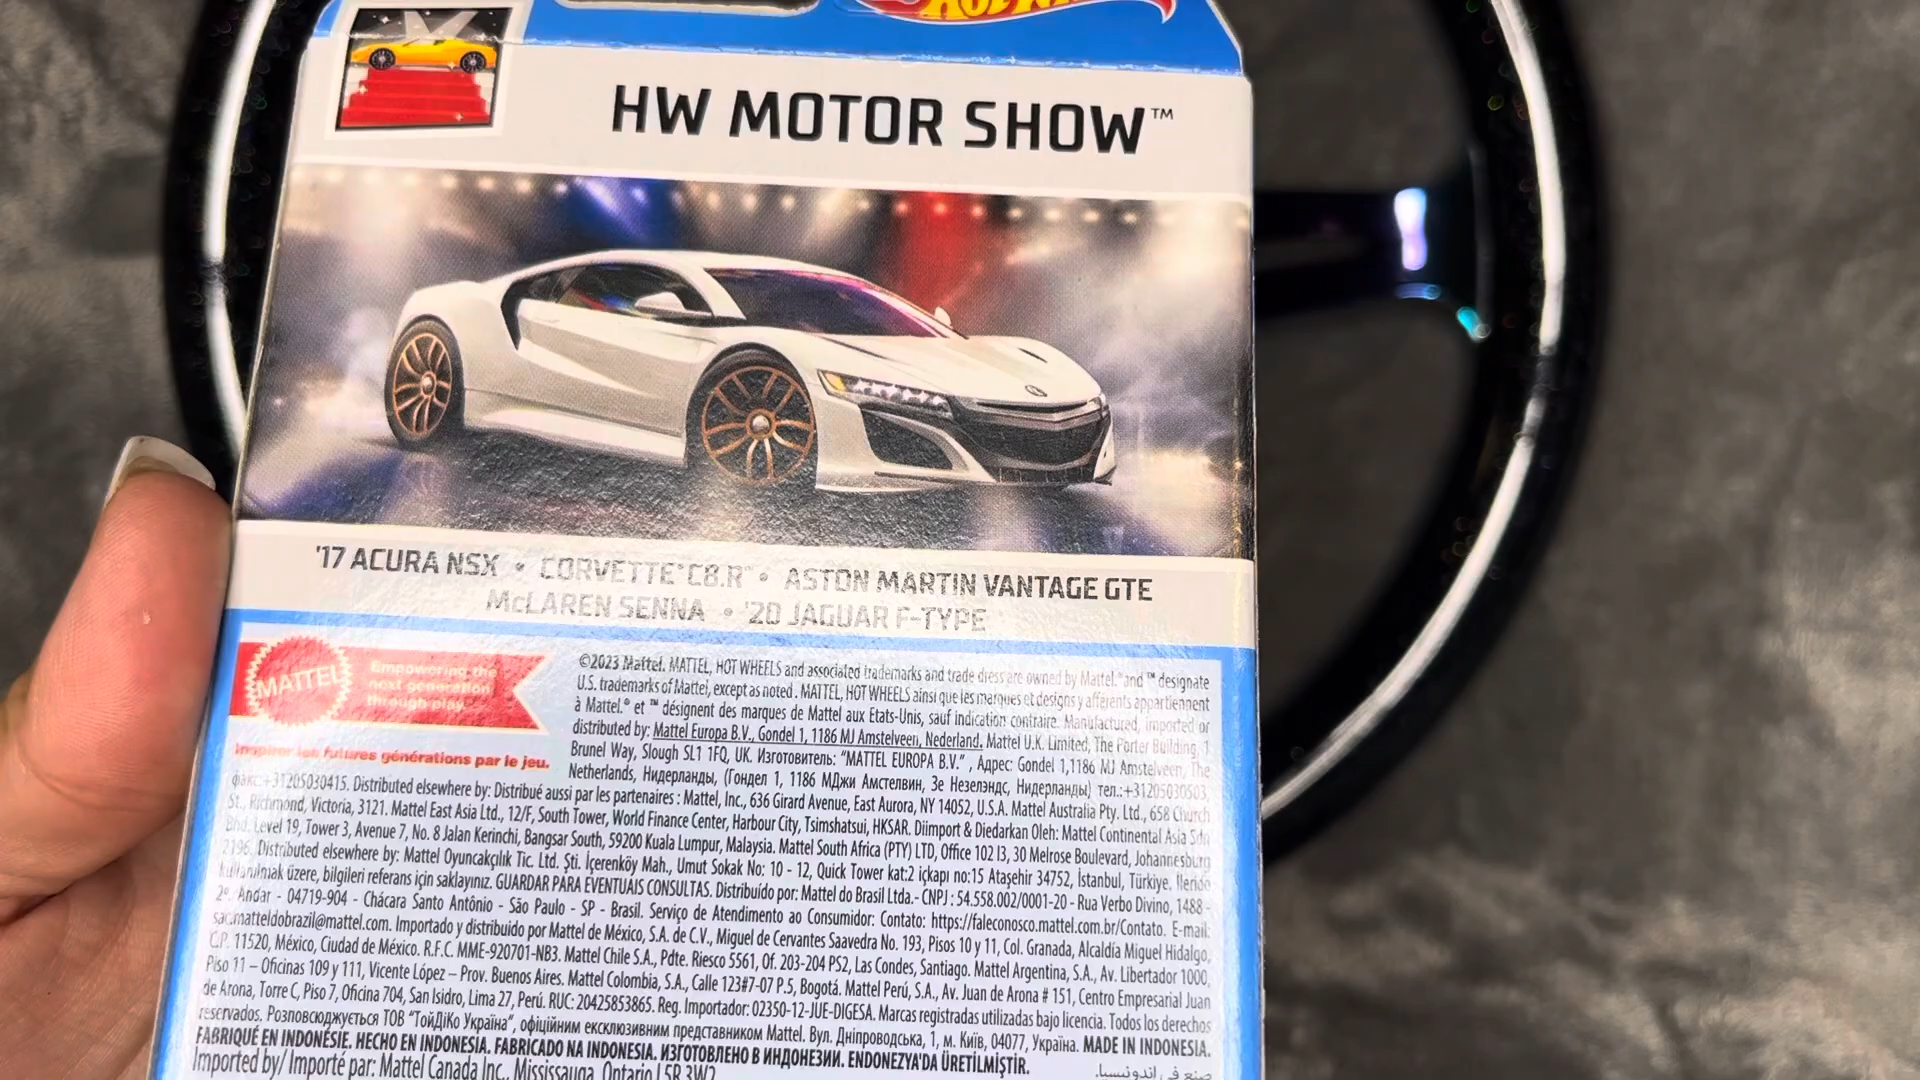 HW MOTOR SHOW™
'17 ACURA NSX • CORVETTE® C8.R™ • ASTON MARTIN VANTAGE GTE
McLAREN SENNA • '20 JAGUAR F-TYPE
MATTEL
Empowering the
next generation
through play
Inspirer les futures générations par le jeu.
©2023 Mattel. MATTEL, HOT WHEELS and associated trademarks and trade dress are owned by Mattel.® and ™ designate
U.S. trademarks of Mattel, except as noted. MATTEL, HOT WHEELS ainsi que les marques et designs y afférents appartiennent
à Mattel.® et ™ désignent des marques de Mattel aux Etats-Unis, sauf indication contraire. Manufactured, imported or
distributed by: Mattel Europa B.V., Gondel 1, 1186 MJ Amstelveen, Nederland. Mattel U.K. Limited, The Porter Building, 1
Brunel Way, Slough SL1 1FQ, UK. Изготовитель: “MATTEL EUROPA B.V.” , Адрес: Gondel 1,1186 MJ Amstelveen, The
Netherlands, Нидерланды, (Гондел 1, 1186 МДжи Амстелвин, Зе Незелэндс, Нидерланды) тел.:+31205030503,
факс:+31205030415. Distributed elsewhere by: Distribué aussi par les partenaires : Mattel, Inc., 636 Girard Avenue, East Aurora, NY 14052, U.S.A. Mattel Australia Pty. Ltd., 658 Church
St., Richmond, Victoria, 3121. Mattel East Asia Ltd., 12/F, South Tower, World Finance Center, Harbour City, Tsimshatsui, HKSAR. Diimport & Diedarkan Oleh: Mattel Continental Asia Sdn
Bhd. Level 19, Tower 3, Avenue 7, No. 8 Jalan Kerinchi, Bangsar South, 59200 Kuala Lumpur, Malaysia. Mattel South Africa (PTY) LTD, Office 102 I3, 30 Melrose Boulevard, Johannesburg
2196. Distributed elsewhere by: Mattel Oyuncakçılık Tic. Ltd. Şti. İçerenköy Mah., Umut Sokak No: 10 - 12, Quick Tower kat:2 içkapı no:15 Ataşehir 34752, İstanbul, Türkiye. İleride
kullanılmak üzere, bilgileri referans için saklayınız. GUARDAR PARA EVENTUAIS CONSULTAS. Distribuído por: Mattel do Brasil Ltda.- CNPJ : 54.558.002/0001-20 - Rua Verbo Divino, 1488 -
2º. Andar - 04719-904 - Chácara Santo Antônio - São Paulo - SP - Brasil. Serviço de Atendimento ao Consumidor: Contato: https://faleconosco.mattel.com.br/Contato. E-mail:
sac.matteldobrazil@mattel.com. Importado y distribuido por Mattel de México, S.A. de C.V., Miguel de Cervantes Saavedra No. 193, Pisos 10 y 11, Col. Granada, Alcaldía Miguel Hidalgo,
C.P. 11520, México, Ciudad de México. R.F.C. MME-920701-NB3. Mattel Chile S.A., Pdte. Riesco 5561, Of. 203-204 PS2, Las Condes, Santiago. Mattel Argentina, S.A., Av. Libertador 1000,
Piso 11 – Oficinas 109 y 111, Vicente López – Prov. Buenos Aires. Mattel Colombia, S.A., Calle 123#7-07 P.5, Bogotá. Mattel Perú, S.A., Av. Juan de Arona # 151, Centro Empresarial Juan
de Arona, Torre C, Piso 7, Oficina 704, San Isidro, Lima 27, Perú. RUC: 20425853865. Reg. Importador: 02350-12-JUE-DIGESA. Marcas registradas utilizadas bajo licencia. Todos los derechos
reservados. Розповсюджується ТОВ “ТойДіКо Україна”, офіційним ексклюзивним представником Mattel. Вул. Дніпроводська, 1, м. Київ, 04077, Україна. MADE IN INDONESIA.
FABRIQUÉ EN INDONÉSIE. HECHO EN INDONESIA. FABRICADO NA INDONESIA. ИЗГОТОВЛЕНО В ИНДОНЕЗИИ. ENDONEZYA'DA ÜRETİLMİŞTİR.
صنع في إندونيسيا.
Imported by/ Importé par: Mattel Canada Inc., Mississauga, Ontario L5R 3W2